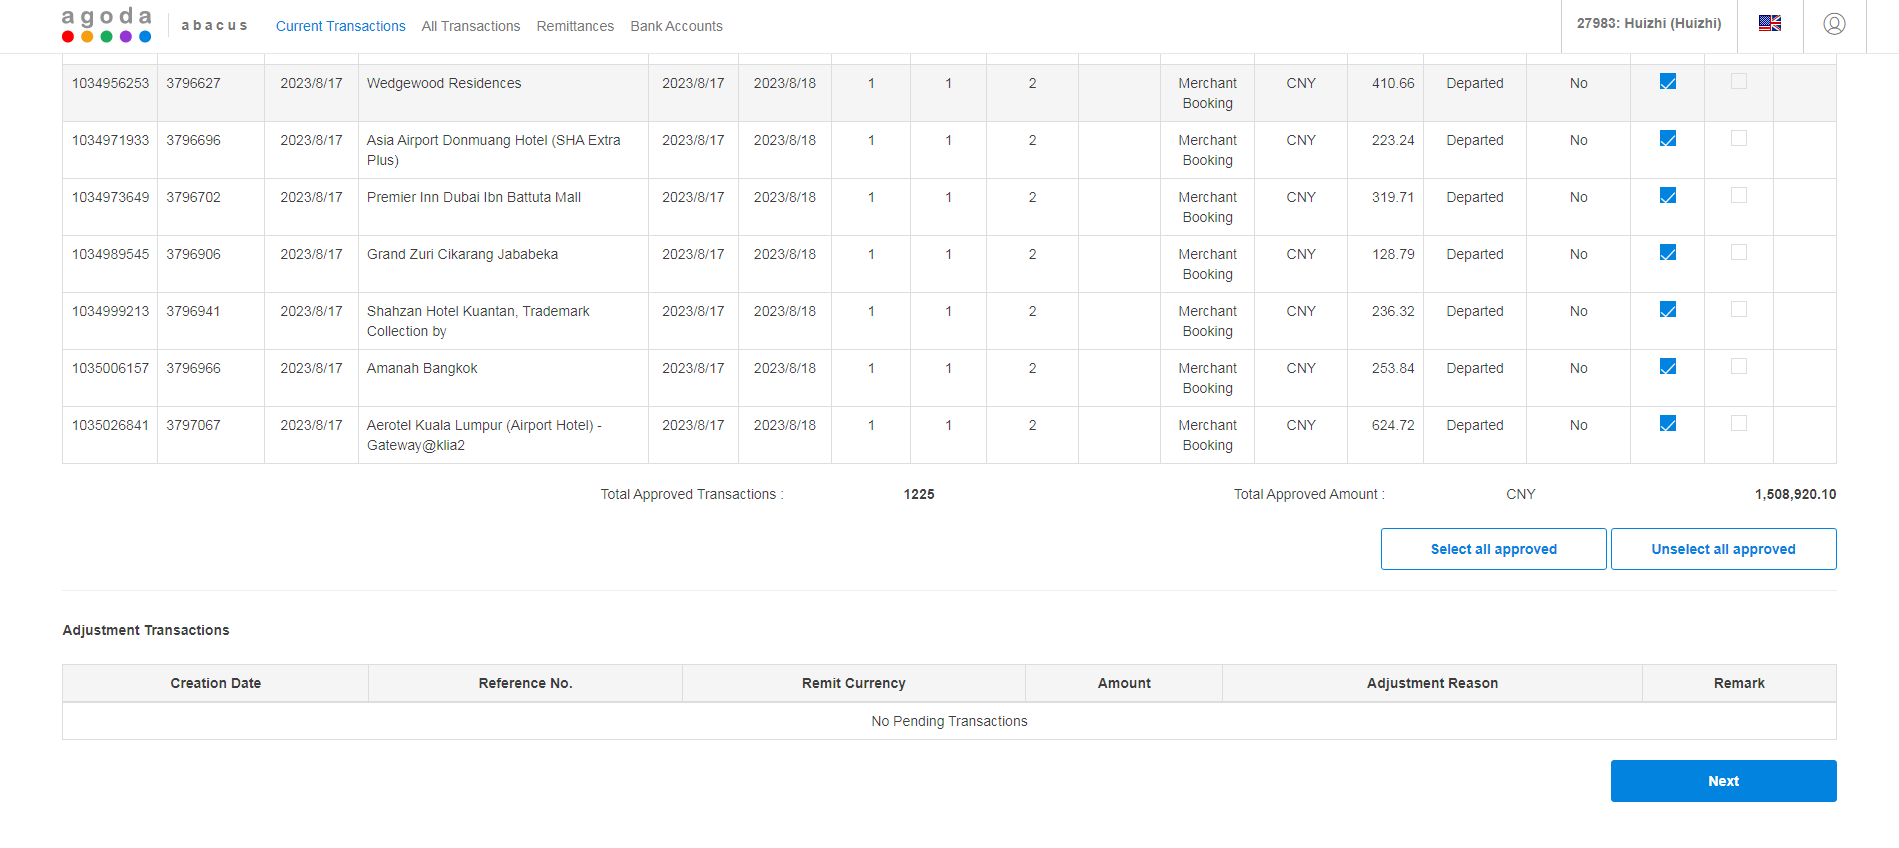 agoda abacus Current Transactions All Transactions Remittances Bank Accounts 27983: Huizhi (Huizhi)
1034956253 3796627 2023/8/17 Wedgewood Residences 2023/8/17 2023/8/18 1 1 2 Merchant Booking CNY 410.66 Departed No
1034971933 3796696 2023/8/17 Asia Airport Donmuang Hotel (SHA Extra Plus) 2023/8/17 2023/8/18 1 1 2 Merchant Booking CNY 223.24 Departed No
1034973649 3796702 2023/8/17 Premier Inn Dubai Ibn Battuta Mall 2023/8/17 2023/8/18 1 1 2 Merchant Booking CNY 319.71 Departed No
1034989545 3796906 2023/8/17 Grand Zuri Cikarang Jababeka 2023/8/17 2023/8/18 1 1 2 Merchant Booking CNY 128.79 Departed No
1034999213 3796941 2023/8/17 Shahzan Hotel Kuantan, Trademark Collection by 2023/8/17 2023/8/18 1 1 2 Merchant Booking CNY 236.32 Departed No
1035006157 3796966 2023/8/17 Amanah Bangkok 2023/8/17 2023/8/18 1 1 2 Merchant Booking CNY 253.84 Departed No
1035026841 3797067 2023/8/17 Aerotel Kuala Lumpur (Airport Hotel) - Gateway@klia2 2023/8/17 2023/8/18 1 1 2 Merchant Booking CNY 624.72 Departed No
Total Approved Transactions : 1225 Total Approved Amount : CNY 1,508,920.10
Select all approved Unselect all approved
Adjustment Transactions
Creation Date Reference No. Remit Currency Amount Adjustment Reason Remark
No Pending Transactions
Next